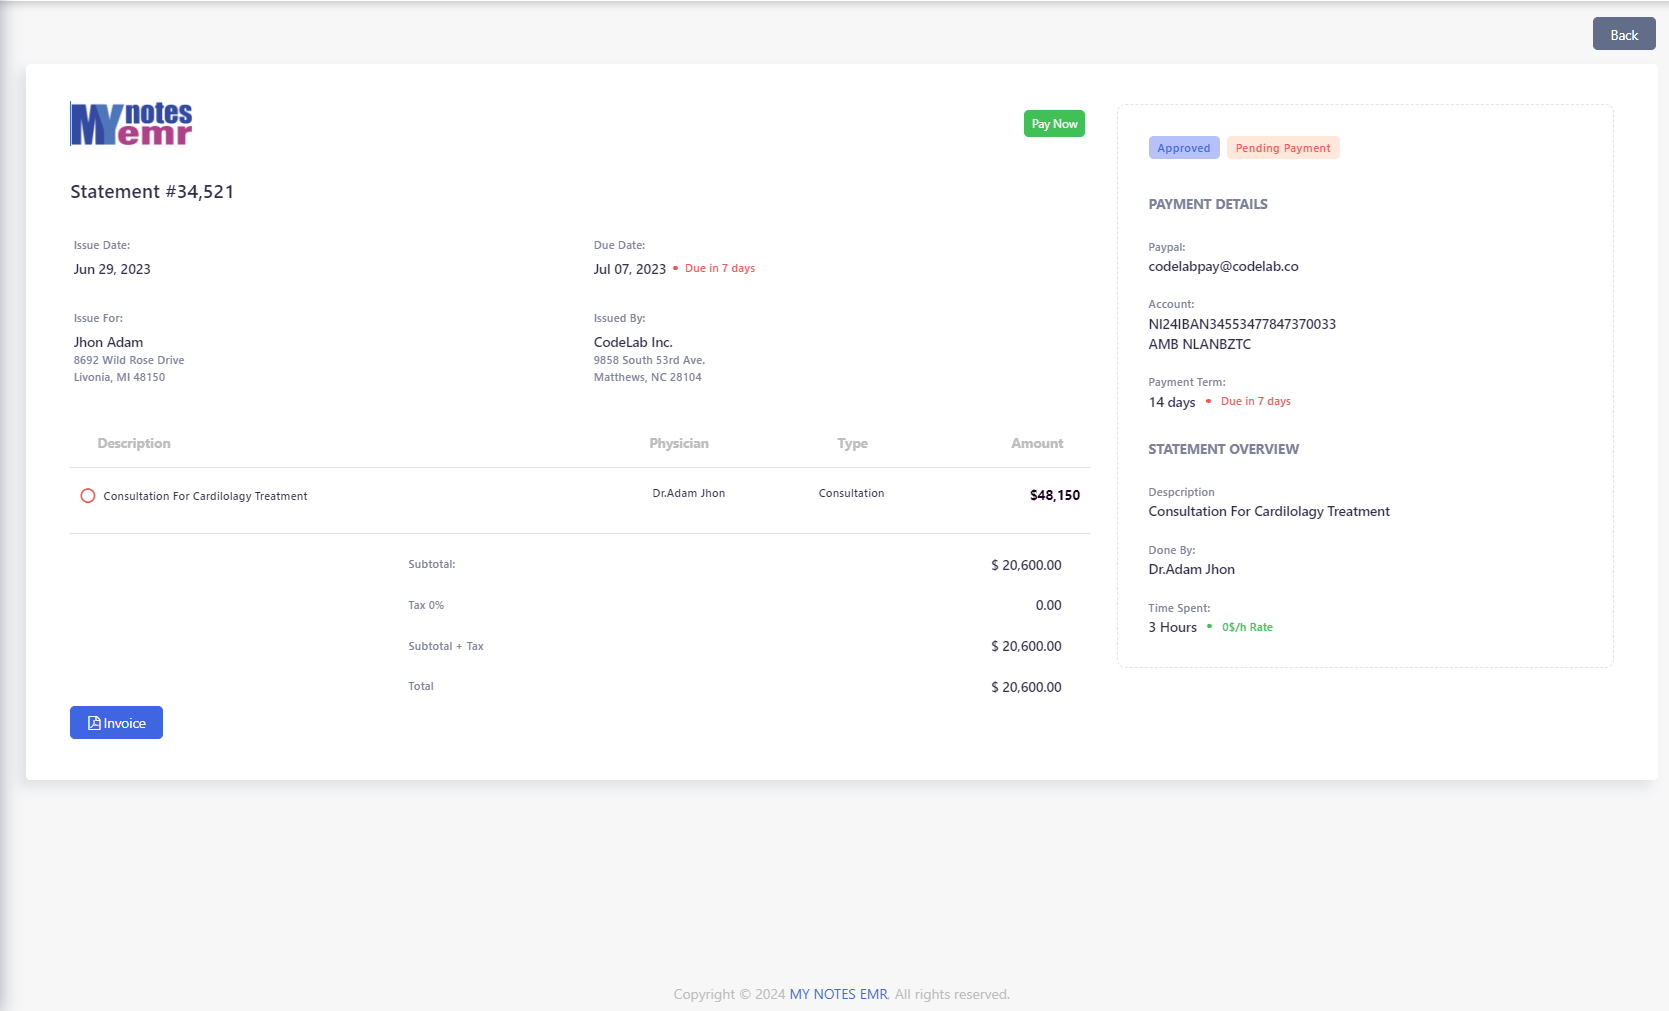 Back
MY notes
emr
Pay Now
Statement #34,521
Issue Date:
Jun 29, 2023
Due Date:
Jul 07, 2023 • Due in 7 days
Issue For:
Jhon Adam
8692 Wild Rose Drive
Livonia, MI 48150
Issued By:
CodeLab Inc.
9858 South 53rd Ave.
Matthews, NC 28104
Description Physician Type Amount
Consultation For Cardilolagy Treatment Dr.Adam Jhon Consultation $48,150
Subtotal: $ 20,600.00
Tax 0% 0.00
Subtotal + Tax $ 20,600.00
Total $ 20,600.00
Invoice
Approved Pending Payment
PAYMENT DETAILS
Paypal:
codelabpay@codelab.co
Account:
NI24IBAN34553477847370033
AMB NLANBZTC
Payment Term:
14 days • Due in 7 days
STATEMENT OVERVIEW
Despcription
Consultation For Cardilolagy Treatment
Done By:
Dr.Adam Jhon
Time Spent:
3 Hours • 0$/h Rate
Copyright © 2024 MY NOTES EMR. All rights reserved.